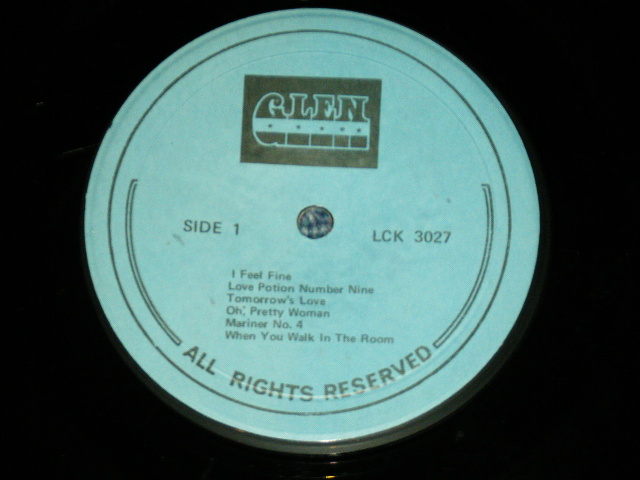 GLEN
SIDE 1
LCK 3027
I Feel Fine
Love Potion Number Nine
Tomorrow's Love
Oh, Pretty Woman
Mariner No. 4
When You Walk In The Room
ALL RIGHTS RESERVED